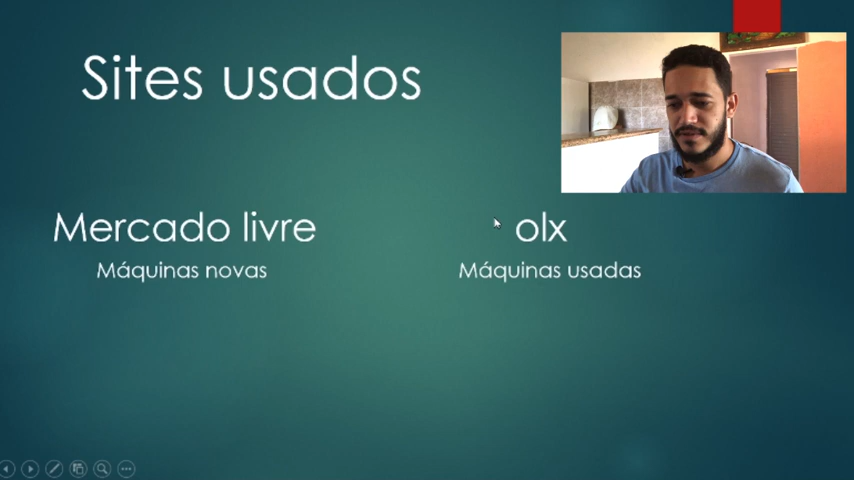 Sites usados
Mercado livre
Máquinas novas
olx
Máquinas usadas